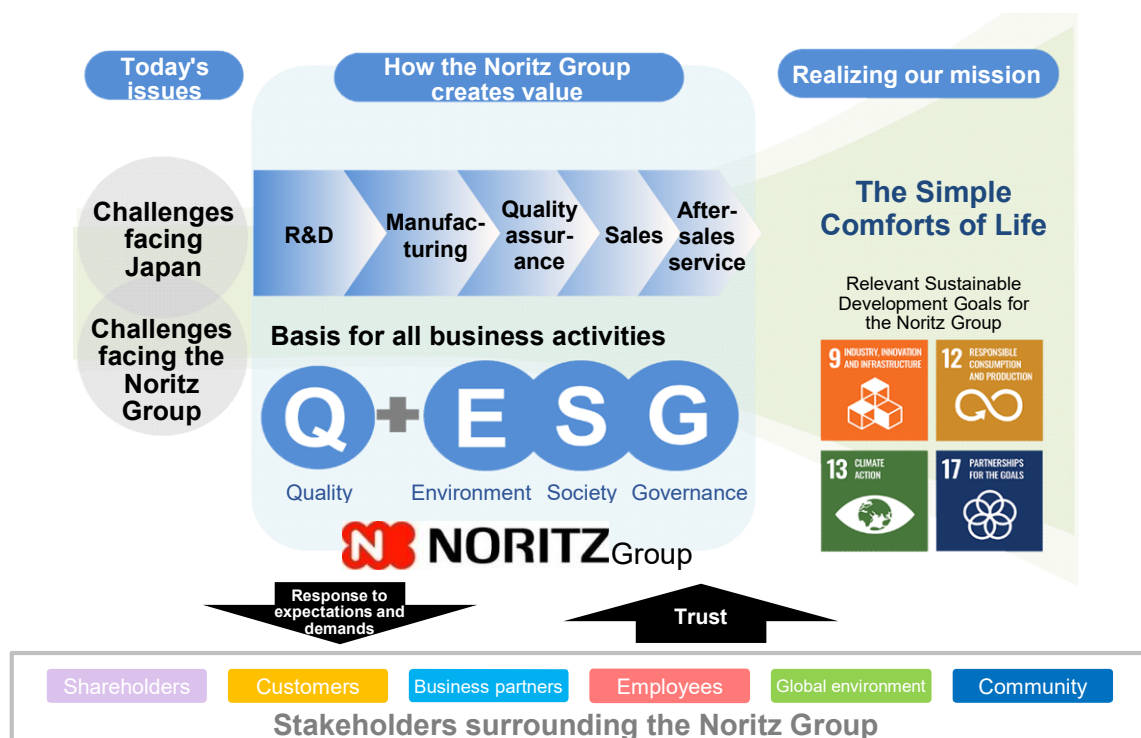 Today's
issues
How the Noritz Group
creates value
Realizing our mission
Challenges
facing
Japan
Challenges
facing the
Noritz
Group
R&D
Manufac-
turing
Quality
assur-
ance
Sales
After-
sales
service
Basis for all business activities
Q + E S G
Quality
Environment
Society
Governance
N NORITZ Group
The Simple
Comforts of Life
Relevant Sustainable
Development Goals for
the Noritz Group
9 INDUSTRY, INNOVATION
AND INFRASTRUCTURE
12 RESPONSIBLE
CONSUMPTION
AND PRODUCTION
13 CLIMATE
ACTION
17 PARTNERSHIPS
FOR THE GOALS
Response to
expectations and
demands
Trust
Shareholders
Customers
Business partners
Employees
Global environment
Community
Stakeholders surrounding the Noritz Group